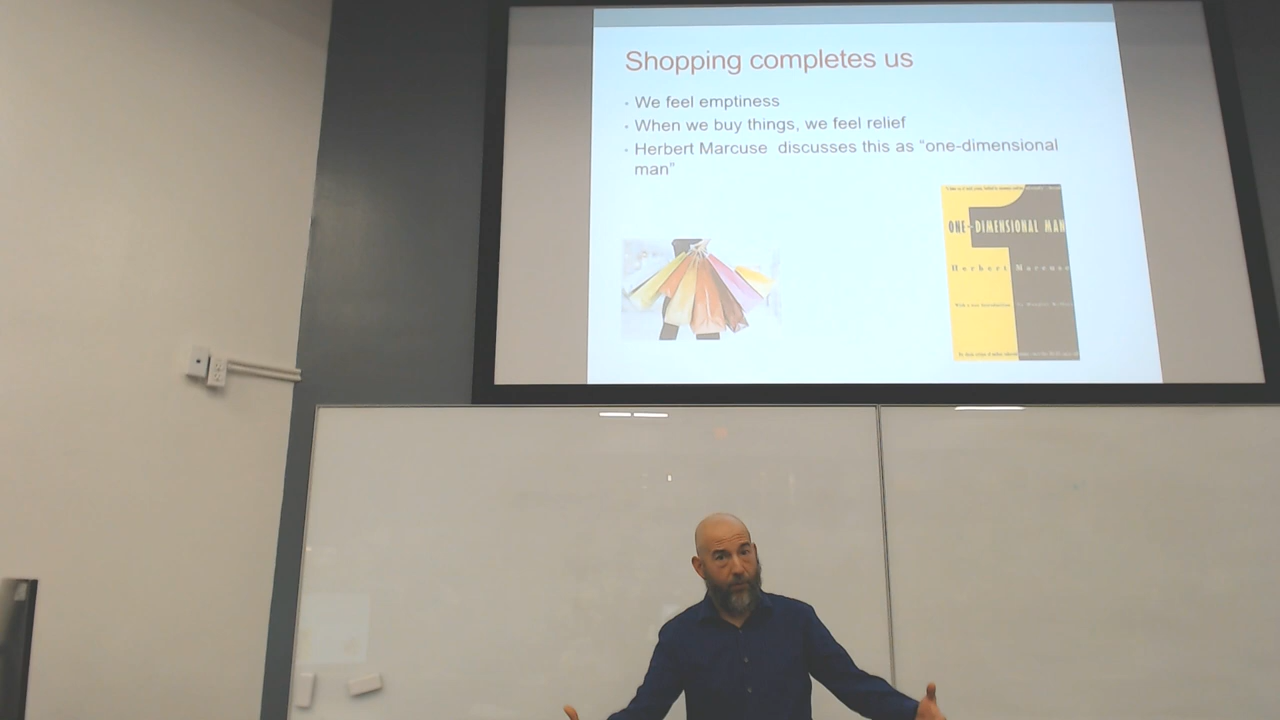 Shopping completes us
• We feel emptiness
• When we buy things, we feel relief
• Herbert Marcuse discusses this as "one-dimensional
man"
ONE-DIMENSIONAL MAN
Herbert Marcuse